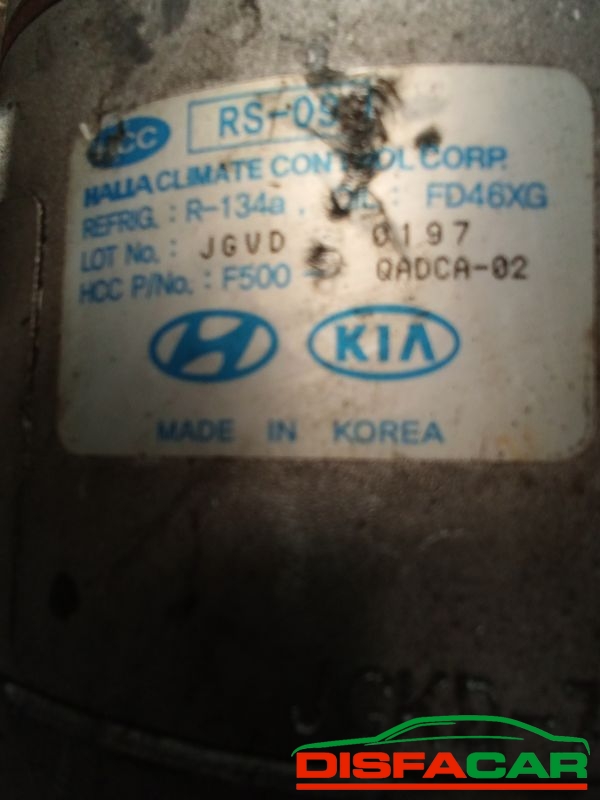 HCC RS-09
HALLA CLIMATE CONTROL CORP.
REFRIG. : R-134a , OIL : FD46XG
LOT No. : JGVD 0197
HCC P/No. : F500 - QADCA-02
KIA
MADE IN KOREA
DISFACAR